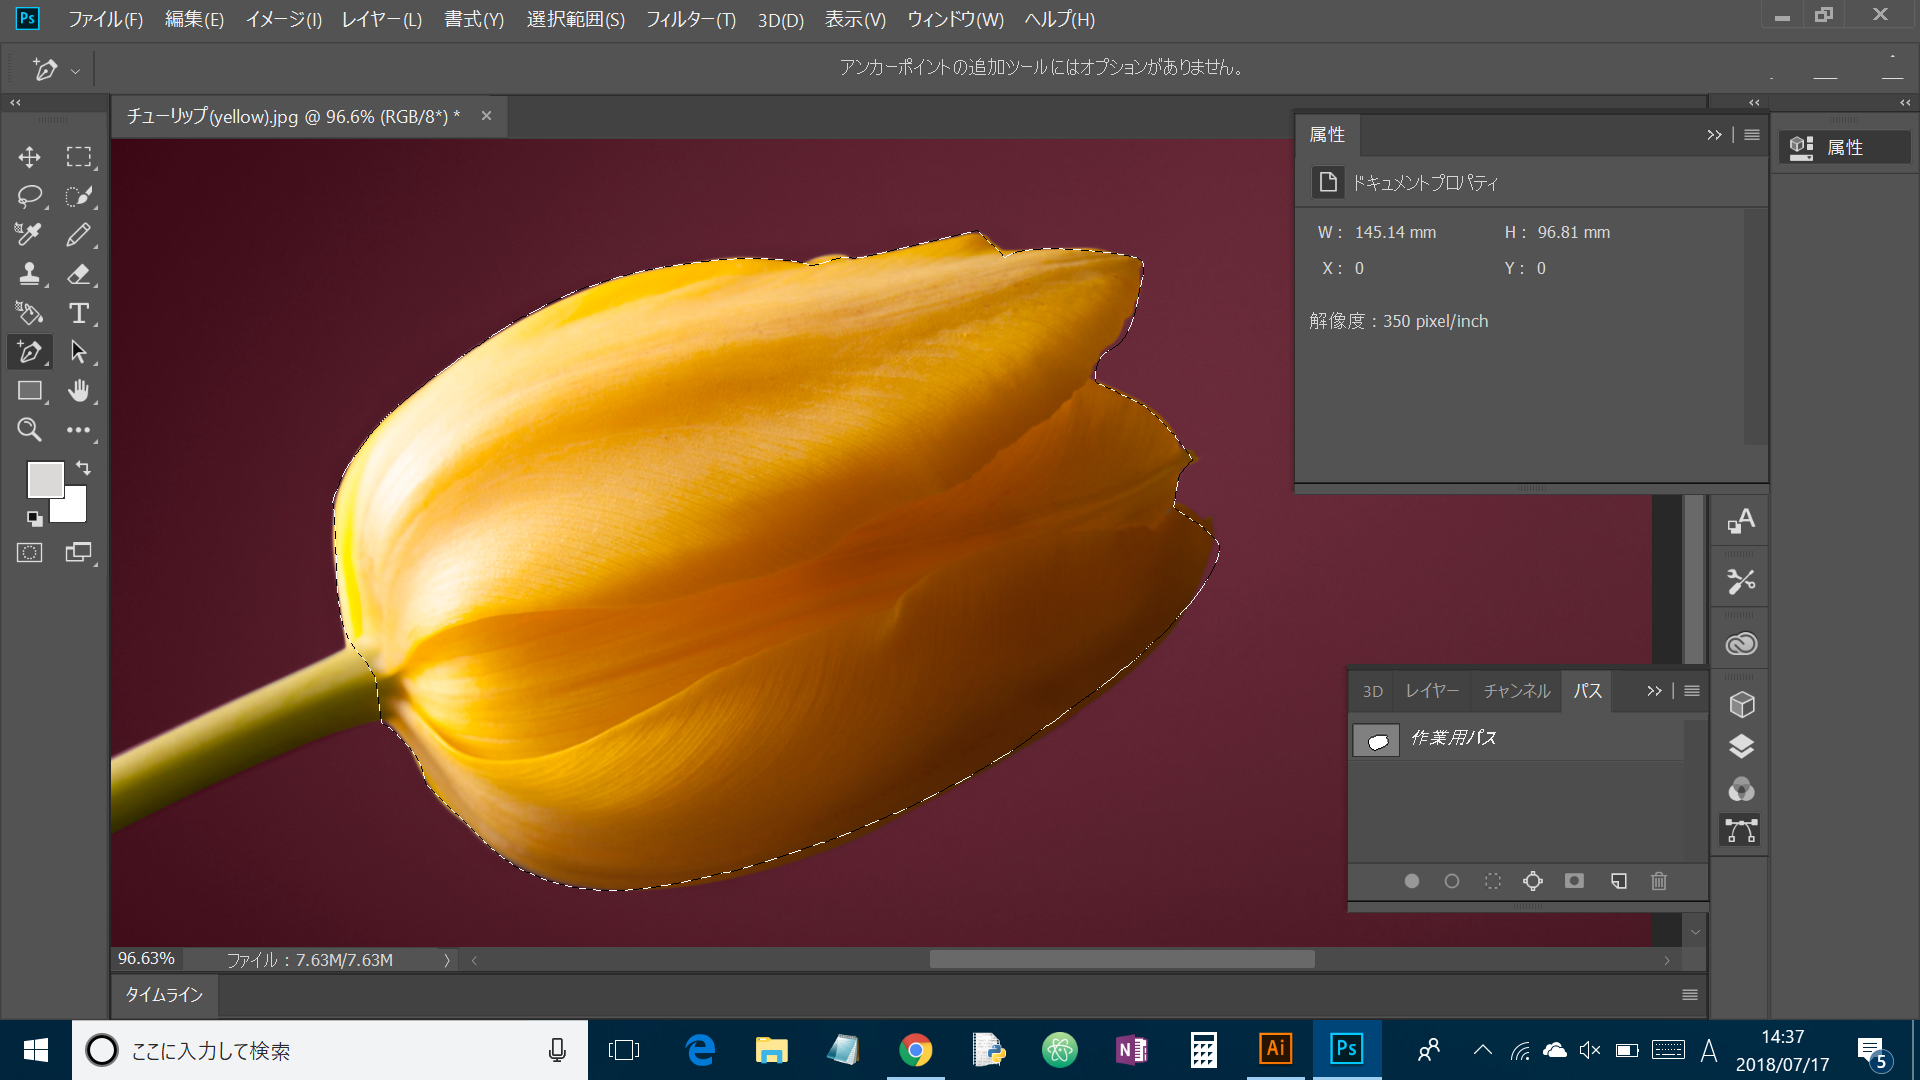 Ps ファイル(F) 編集(E) イメージ(I) レイヤー(L) 書式(Y) 選択範囲(S) フィルター(T) 3D(D) 表示(V) ウィンドウ(W) ヘルプ(H)
アンカーポイントの追加ツールにはオプションがありません。
チューリップ(yellow).jpg @ 96.6% (RGB/8*) *
属性
属性
ドキュメントプロパティ
W : 145.14 mm H : 96.81 mm
X : 0 Y : 0
解像度 : 350 pixel/inch
T
A
3D レイヤー チャンネル パス
作業用パス
96.63% ファイル : 7.63M/7.63M
タイムライン
ここに入力して検索
N
Ai
Ps
A
14:37
2018/07/17
5